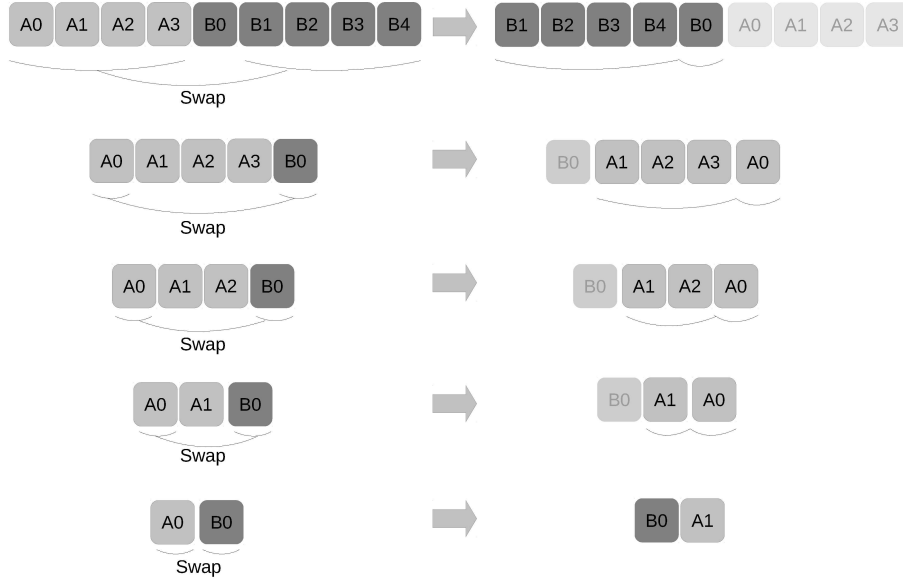 A0 A1 A2 A3 B0 B1 B2 B3 B4 B1 B2 B3 B4 B0 A0 A1 A2 A3
Swap
A0 A1 A2 A3 B0 B0 A1 A2 A3 A0
Swap
A0 A1 A2 B0 B0 A1 A2 A0
Swap
A0 A1 B0 B0 A1 A0
Swap
A0 B0 B0 A1
Swap